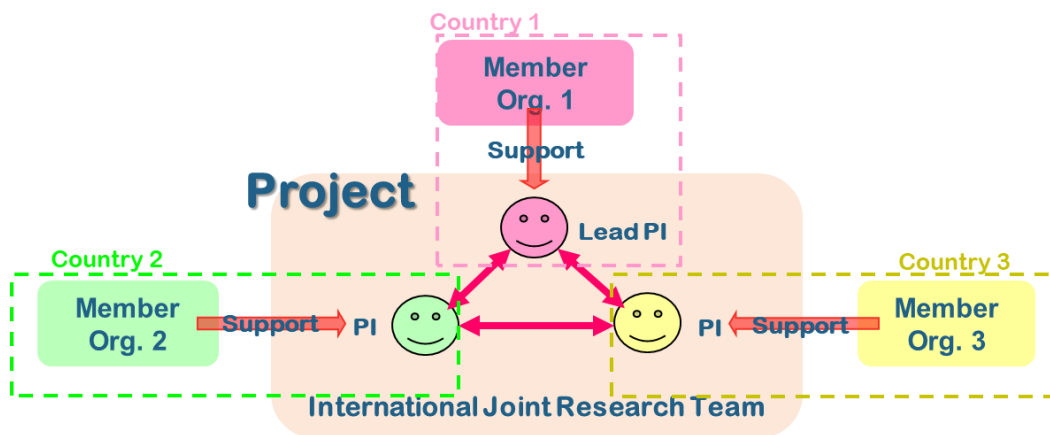 Country 1
Member
Org. 1
Support
Project
Lead PI
Country 2
Country 3
Member
Org. 2
Support
PI
PI
Support
Member
Org. 3
International Joint Research Team